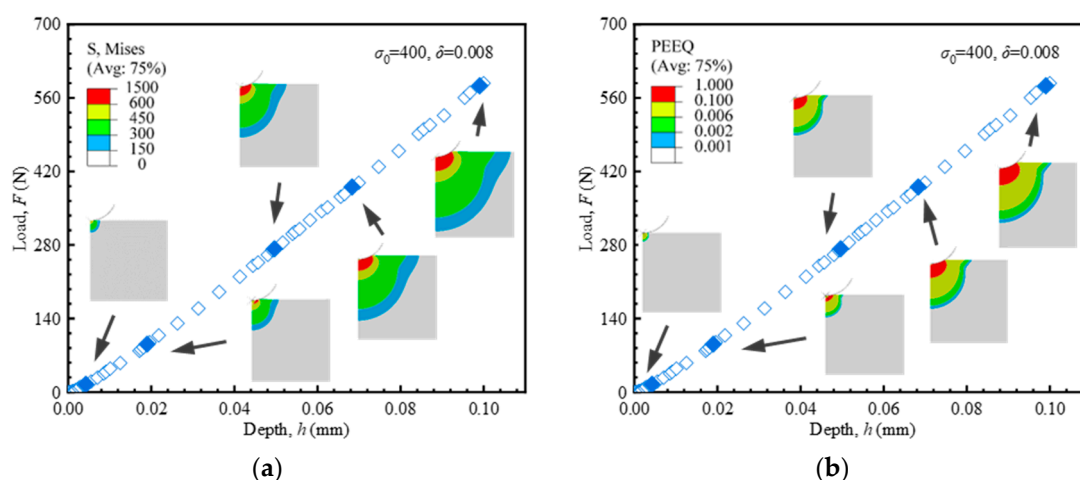 700
560
420
280
140
0
Load, F (N)
S, Mises
(Avg: 75%)
1500
600
450
300
150
0
σ0=400, δ=0.008
0.00 0.02 0.04 0.06 0.08 0.10
Depth, h (mm)
(a)
700
560
420
280
140
0
Load, F (N)
PEEQ
(Avg: 75%)
1.000
0.100
0.006
0.002
0.001
σ0=400, δ=0.008
0.00 0.02 0.04 0.06 0.08 0.10
Depth, h (mm)
(b)